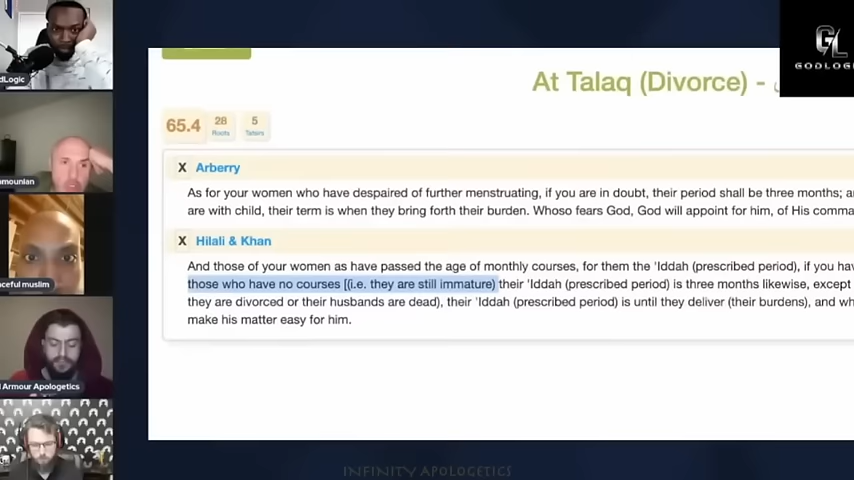 dLogic
GL
GODLOGI
At Talaq (Divorce) -
65.4
28
Roots
5
Tafsirs
X Arberry
As for your women who have despaired of further menstruating, if you are in doubt, their period shall be three months; a
are with child, their term is when they bring forth their burden. Whoso fears God, God will appoint for him, of His comma
mounian
X Hilali & Khan
And those of your women as have passed the age of monthly courses, for them the 'Iddah (prescribed period), if you hav
those who have no courses [(i.e. they are still immature) their 'Iddah (prescribed period) is three months likewise, except
they are divorced or their husbands are dead), their 'Iddah (prescribed period) is until they deliver (their burdens), and wh
make his matter easy for him.
aceful muslim
Armour Apologetics
INFINITY APOLOGETICS